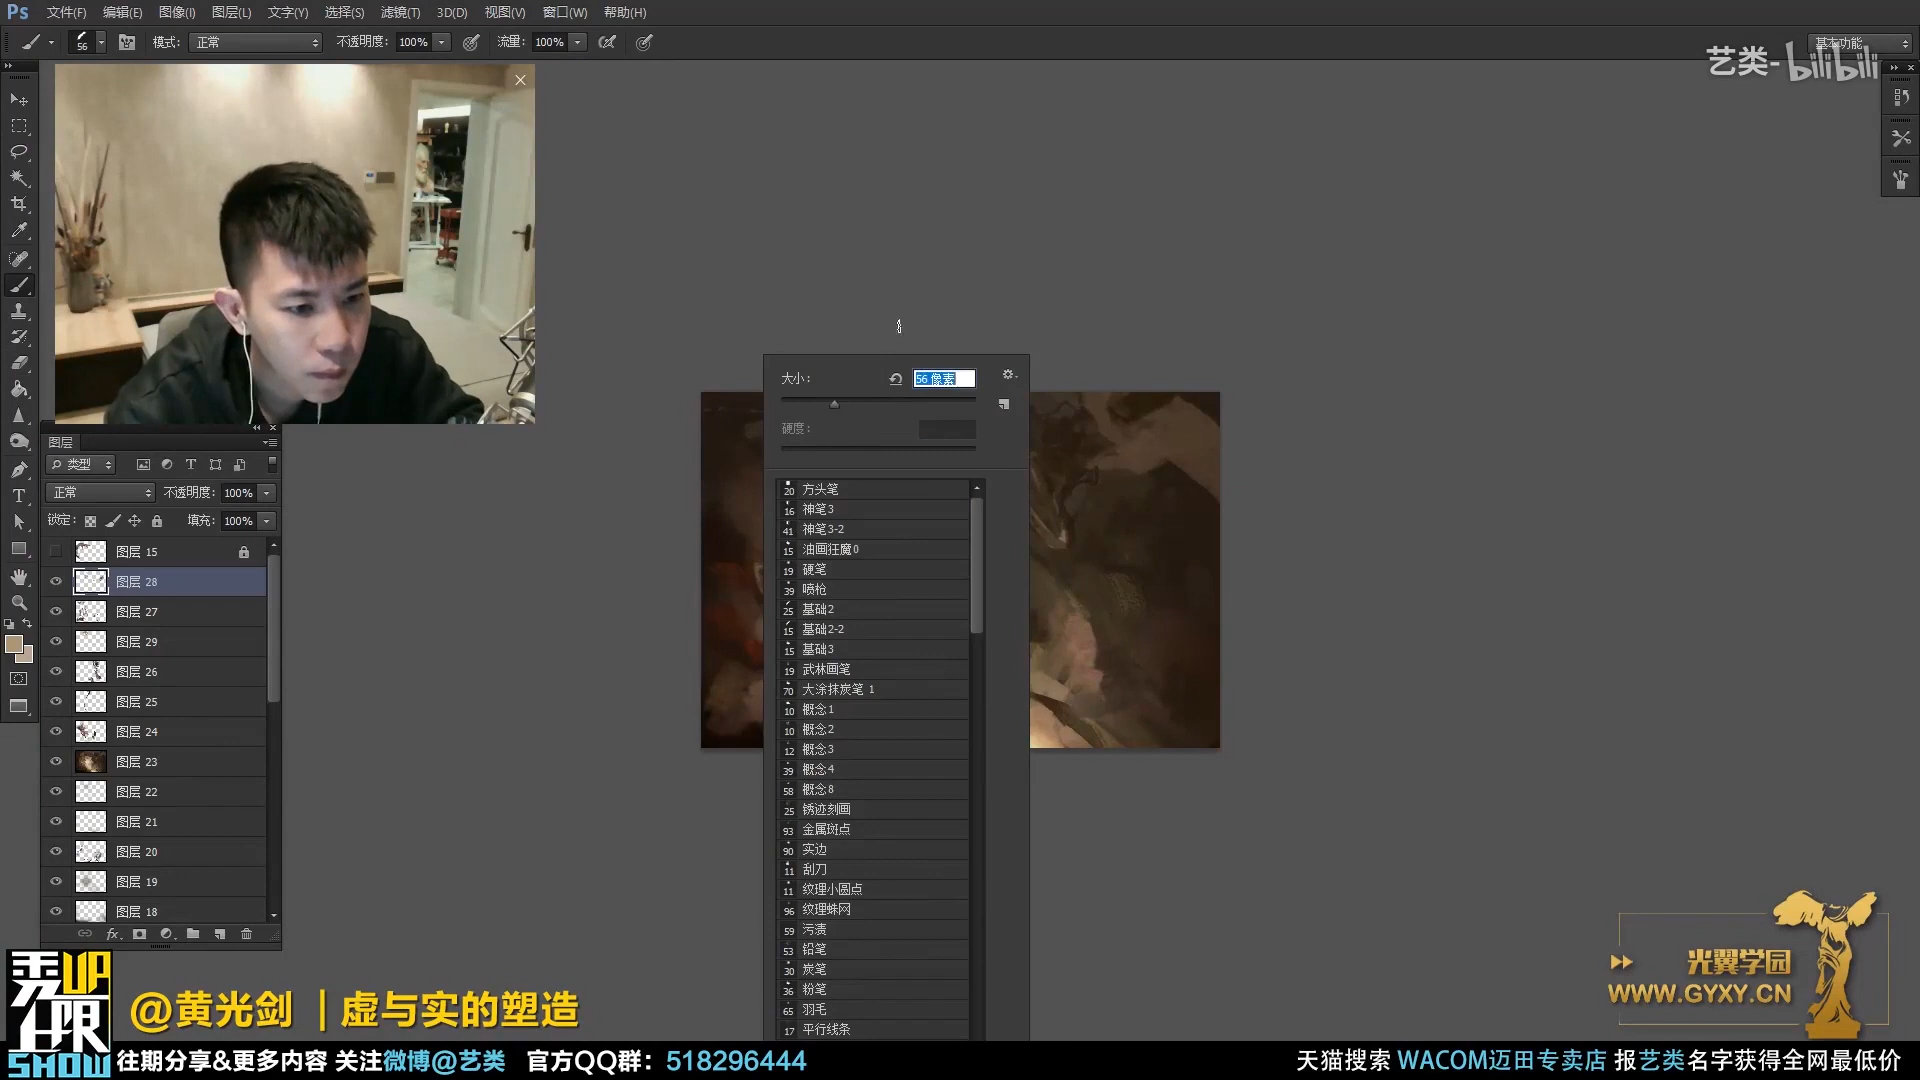 Ps 文件(F) 编辑(E) 图像(I) 图层(L) 文字(Y) 选择(S) 滤镜(T) 3D(D) 视图(V) 窗口(W) 帮助(H)
56 模式: 正常 不透明度: 100% 流量: 100% 基本功能
艺类-bilibili
图层
类型
正常 不透明度: 100%
锁定: 填充: 100%
图层 15
图层 28
图层 27
图层 29
图层 26
图层 25
图层 24
图层 23
图层 22
图层 21
图层 20
图层 19
图层 18
fx
大小: 56 像素
硬度:
20 方头笔
16 神笔3
41 神笔3-2
15 油画狂魔0
19 硬笔
39 喷枪
25 基础2
15 基础2-2
15 基础3
19 武林画笔
70 大涂抹炭笔 1
10 概念1
10 概念2
12 概念3
39 概念4
58 概念8
25 锈迹刻画
93 金属斑点
90 实边
11 刮刀
11 纹理小圆点
96 纹理蛛网
59 污渍
53 铅笔
30 炭笔
36 粉笔
65 羽毛
17 平行线条
光翼学园
WWW.GYXY.CN
UP
SHOW
@黄光剑 | 虚与实的塑造
往期分享&更多内容 关注微博@艺类 官方QQ群: 518296444
天猫搜索 WACOM迈田专卖店 报艺类名字获得全网最低价